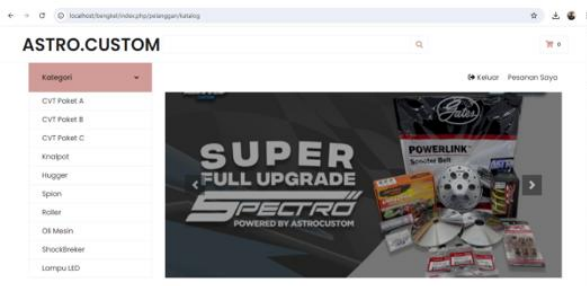 localhost/bengkel/index.php/pelanggan/katalog
ASTRO.CUSTOM
0
Kategori
Keluar Pesanan Saya
CVT Paket A
CVT Paket B
CVT Paket C
Knalpot
Hugger
Spion
Roller
Oli Mesin
ShockBreker
Lampu LED
SUPER
FULL UPGRADE
SPECTRO
POWERED BY ASTROCUSTOM
Gates
POWERLINK
Scooter Belt